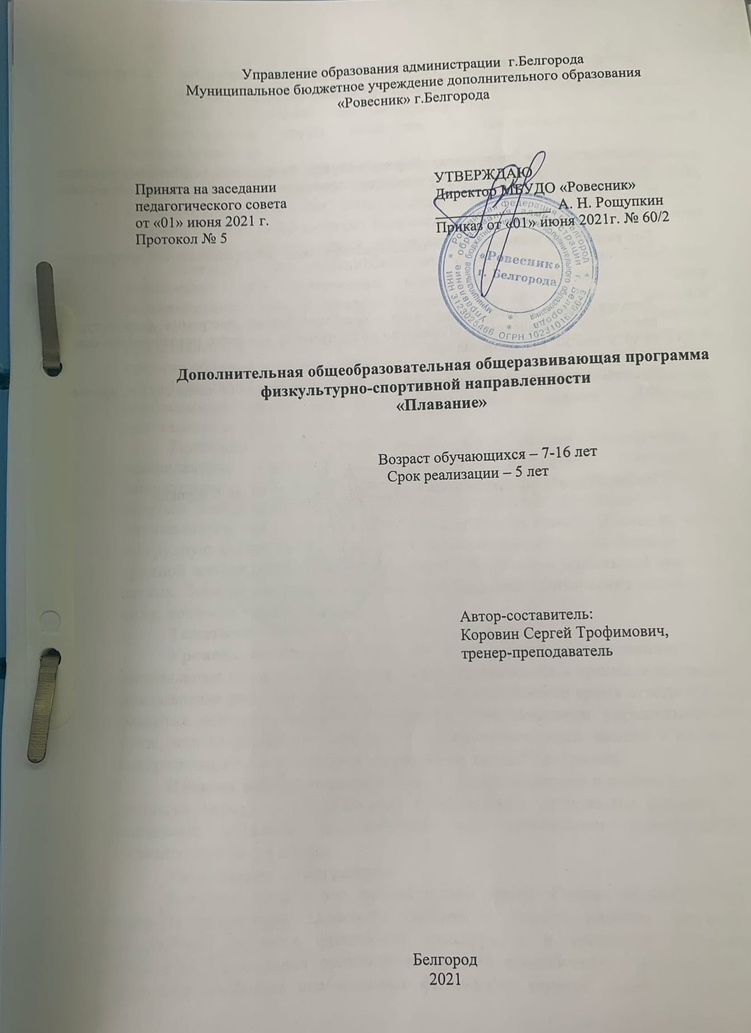 Управление образования администрации г.Белгорода
Муниципальное бюджетное учреждение дополнительного образования
«Ровесник» г.Белгорода
Принята на заседании
педагогического совета
от «01» июня 2021 г.
Протокол № 5
УТВЕРЖДАЮ
Директор МБУДО «Ровесник»
А. Н. Рощупкин
Приказ от «01» июня 2021г. № 60/2
«Ровесник»
г. Белгорода
Дополнительная общеобразовательная общеразвивающая программа
физкультурно-спортивной направленности
«Плавание»
Возраст обучающихся – 7-16 лет
Срок реализации – 5 лет
Автор-составитель:
Коровин Сергей Трофимович,
тренер-преподаватель
Белгород
2021